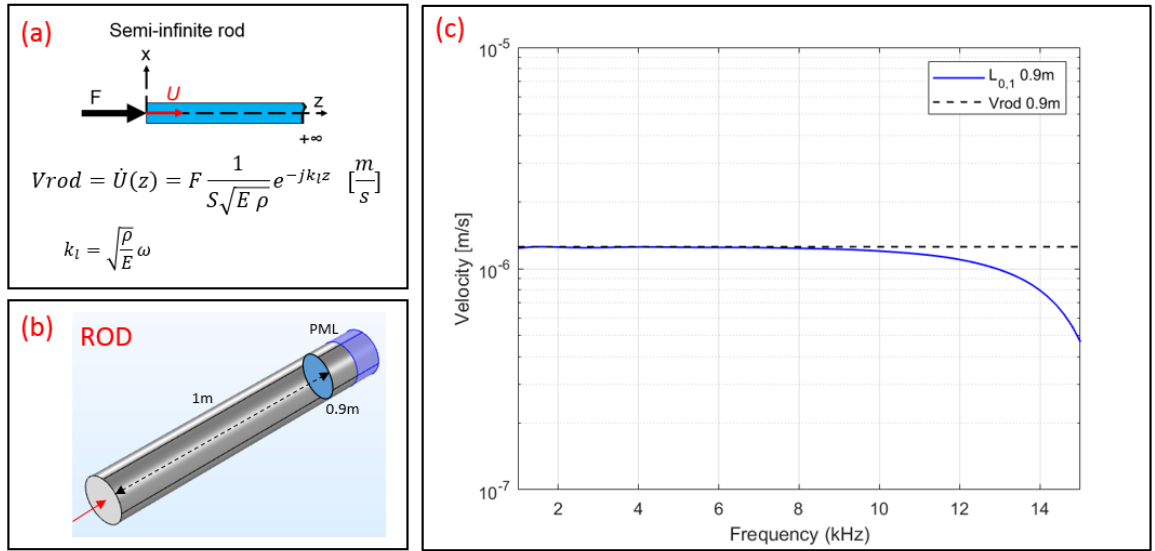 (a)
Semi-infinite rod
x
F
U
z
+∞
Vrod = U̇(z) = F 1/(S√(E ρ)) e^(−jk_l z) [m/s]
k_l = √(ρ/E) ω
(b)
ROD
PML
1m
0.9m
(c)
10^-5
L_0,1 0.9m
Vrod 0.9m
Velocity [m/s]
10^-6
10^-7
2 4 6 8 10 12 14
Frequency (kHz)